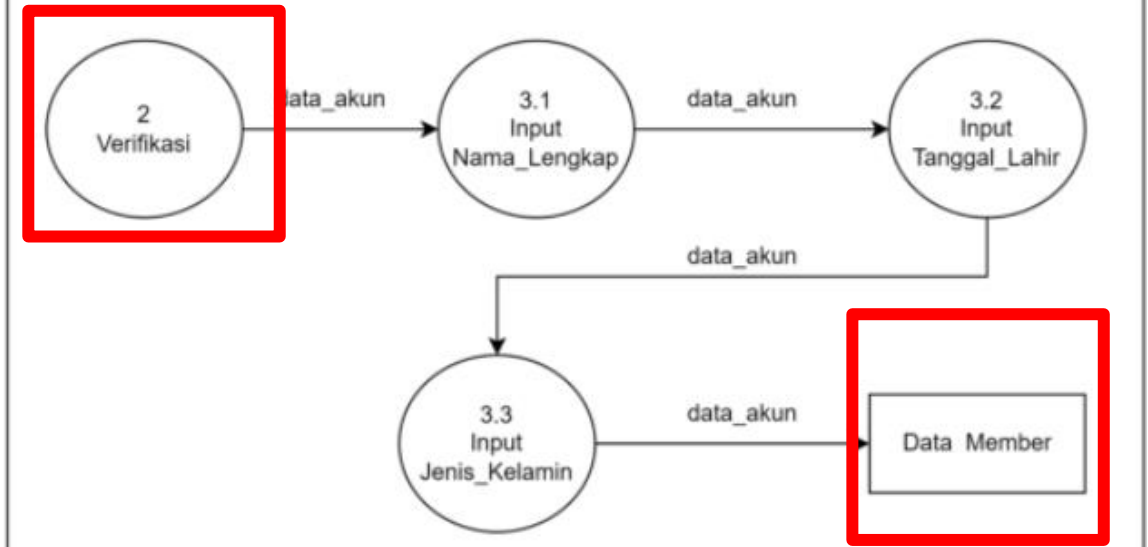 2
Verifikasi
data_akun
3.1
Input
Nama_Lengkap
data_akun
3.2
Input
Tanggal_Lahir
data_akun
3.3
Input
Jenis_Kelamin
data_akun
Data Member